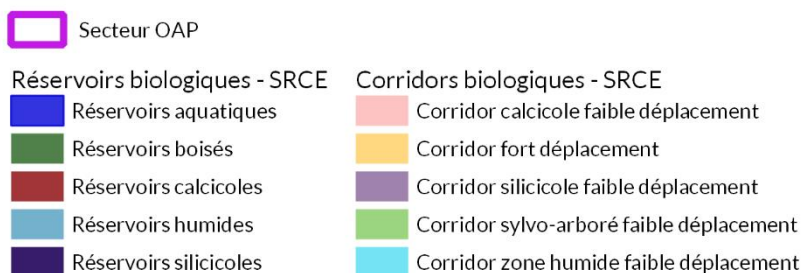 Secteur OAP
Réservoirs biologiques - SRCE
Réservoirs aquatiques
Réservoirs boisés
Réservoirs calcicoles
Réservoirs humides
Réservoirs silicicoles
Corridors biologiques - SRCE
Corridor calcicole faible déplacement
Corridor fort déplacement
Corridor silicicole faible déplacement
Corridor sylvo-arboré faible déplacement
Corridor zone humide faible déplacement